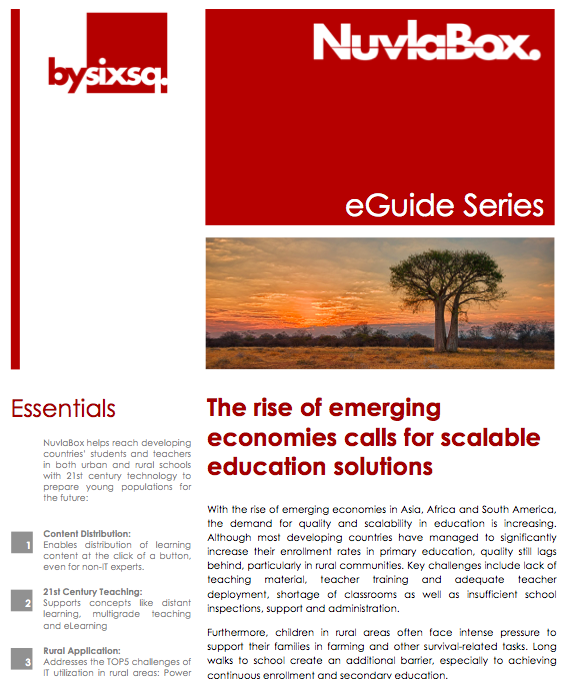 bysixsq.
NuvlaBox.
eGuide Series
Essentials
NuvlaBox helps reach developing
countries' students and teachers
in both urban and rural schools
with 21st century technology to
prepare young populations for
the future:
1
Content Distribution:
Enables distribution of learning
content at the click of a button,
even for non-IT experts.
2
21st Century Teaching:
Supports concepts like distant
learning, multigrade teaching
and eLearning
3
Rural Application:
Addresses the TOP5 challenges of
IT utilization in rural areas: Power
The rise of emerging
economies calls for scalable
education solutions
With the rise of emerging economies in Asia, Africa and South America,
the demand for quality and scalability in education is increasing.
Although most developing countries have managed to significantly
increase their enrollment rates in primary education, quality still lags
behind, particularly in rural communities. Key challenges include lack of
teaching material, teacher training and adequate teacher
deployment, shortage of classrooms as well as insufficient school
inspections, support and administration.
Furthermore, children in rural areas often face intense pressure to
support their families in farming and other survival-related tasks. Long
walks to school create an additional barrier, especially to achieving
continuous enrollment and secondary education.